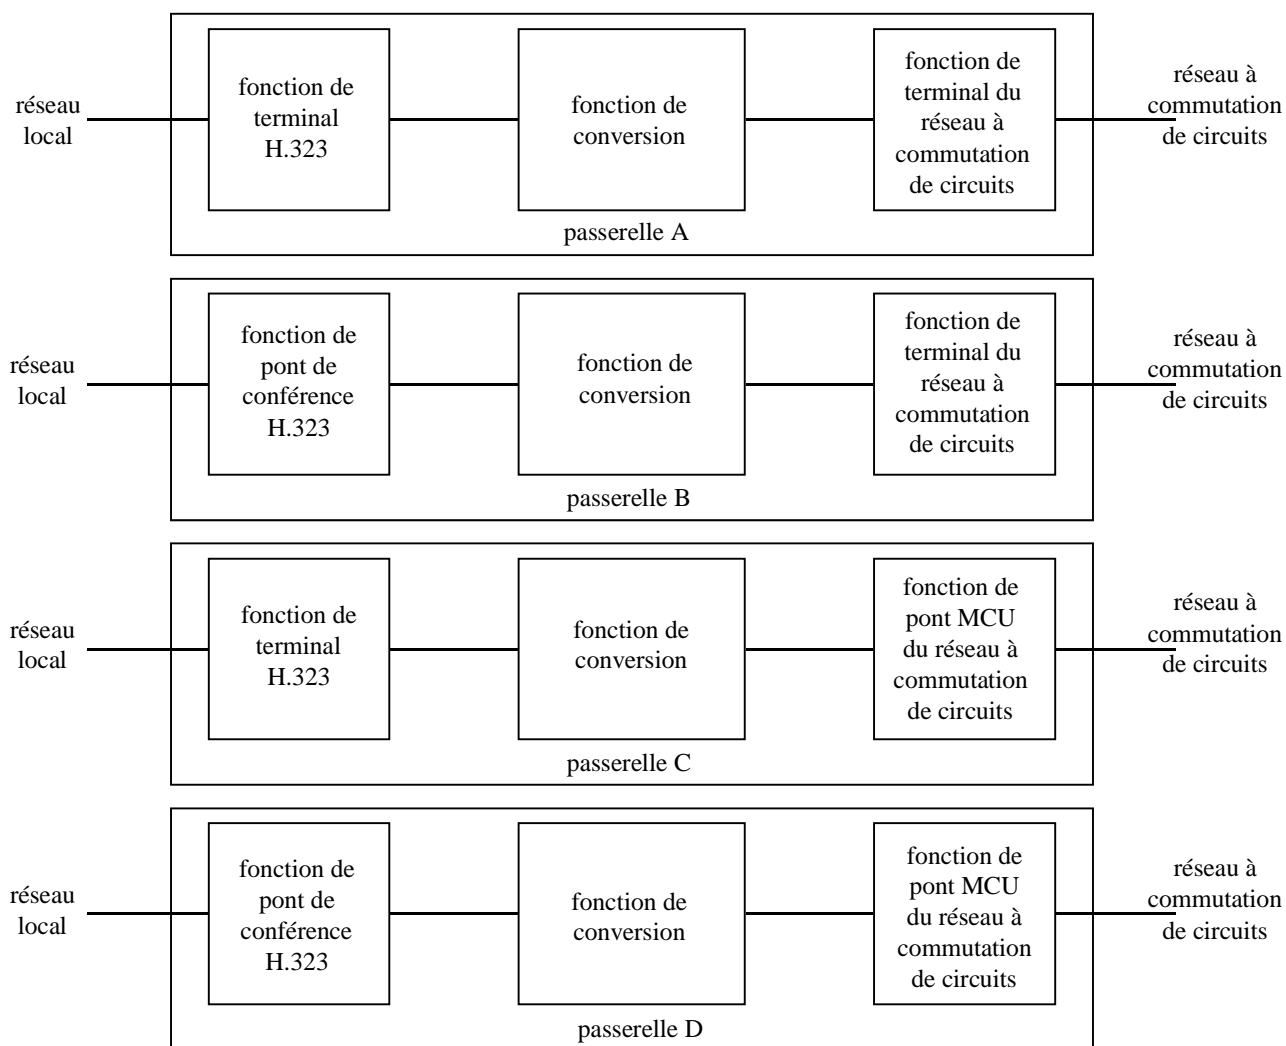 réseau
local
fonction de
terminal
H.323
fonction de
conversion
fonction de
terminal du
réseau à
commutation
de circuits
réseau à
commutation
de circuits
passerelle A
réseau
local
fonction de
pont de
conférence
H.323
fonction de
conversion
fonction de
terminal du
réseau à
commutation
de circuits
réseau à
commutation
de circuits
passerelle B
réseau
local
fonction de
terminal
H.323
fonction de
conversion
fonction de
pont MCU
du réseau à
commutation
de circuits
réseau à
commutation
de circuits
passerelle C
réseau
local
fonction de
pont de
conférence
H.323
fonction de
conversion
fonction de
pont MCU
du réseau à
commutation
de circuits
réseau à
commutation
de circuits
passerelle D